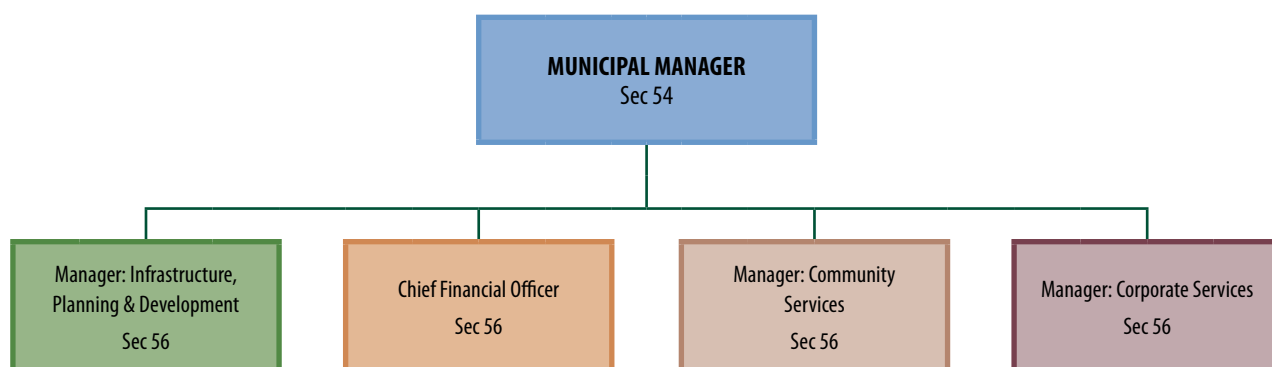 MUNICIPAL MANAGER
Sec 54
Manager: Infrastructure,
Planning & Development
Sec 56
Chief Financial Officer
Sec 56
Manager: Community
Services
Sec 56
Manager: Corporate Services
Sec 56